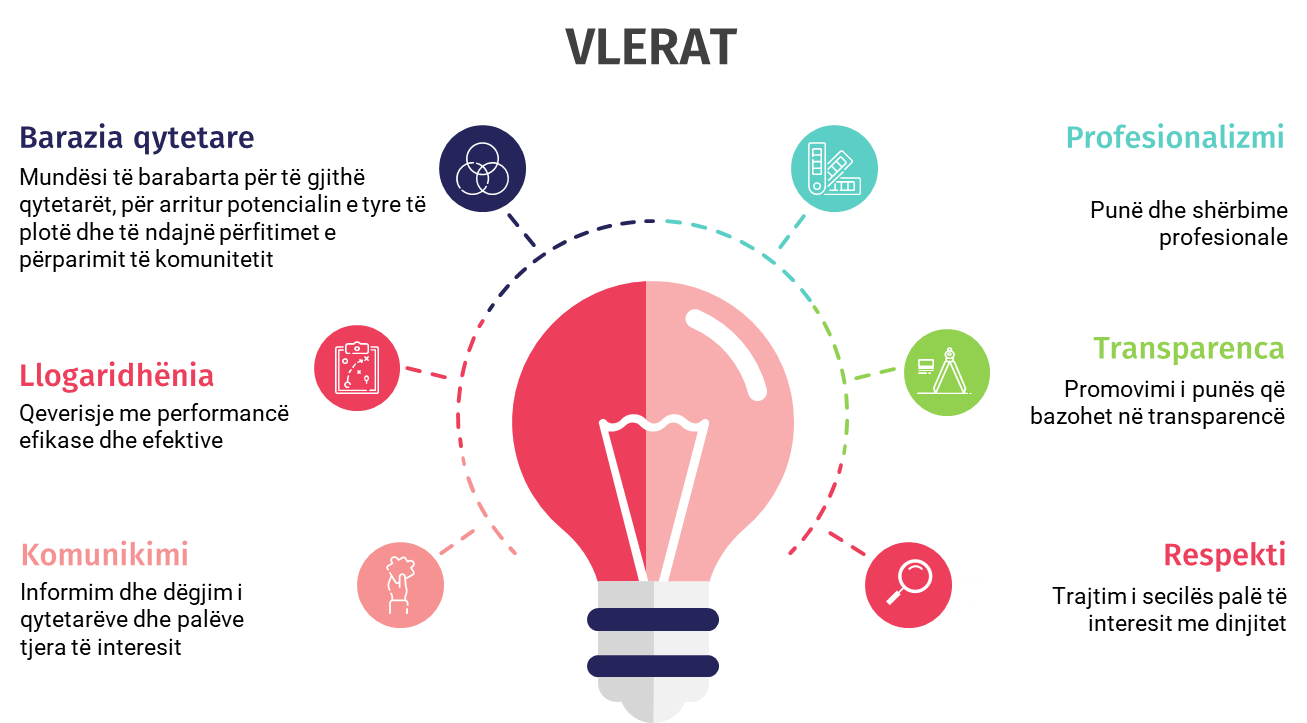 VLERAT
Barazia qytetare
Mundësi të barabarta për të gjithë
qytetarët, për arritur potencialin e tyre të
plotë dhe të ndajnë përfitimet e
përparimit të komunitetit
Llogaridhënia
Qeverisje me performancë
efikase dhe efektive
Komunikimi
Informim dhe dëgjim i
qytetarëve dhe palëve
tjera të interesit
Profesionalizmi
Punë dhe shërbime
profesionale
Transparenca
Promovimi i punës që
bazohet në transparencë
Respekti
Trajtim i secilës palë të
interesit me dinjitet